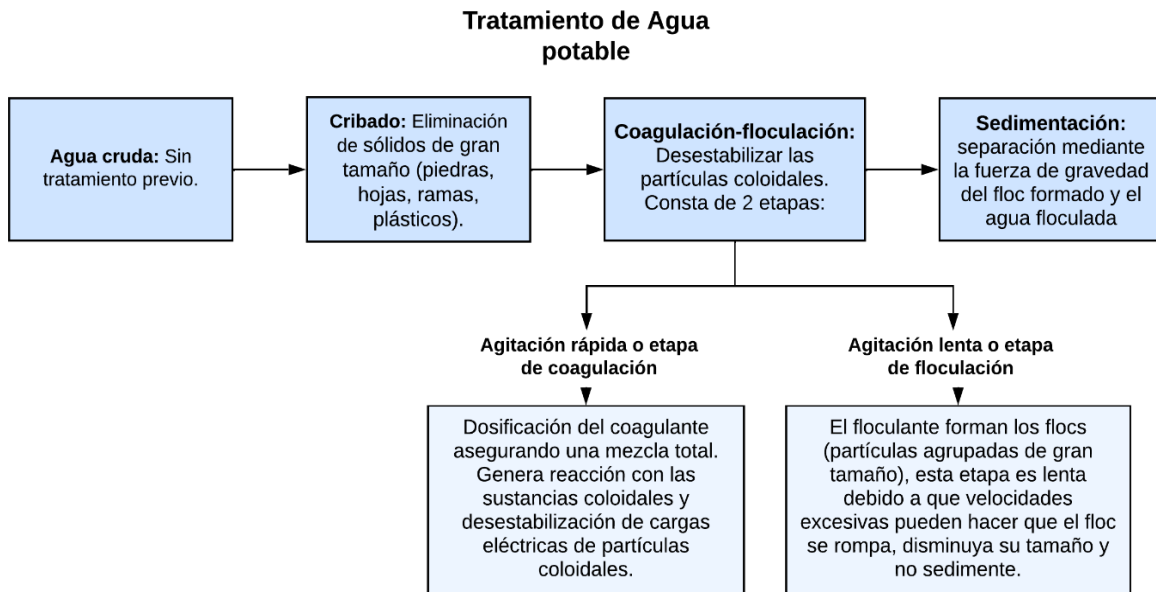 Tratamiento de Agua
potable
Agua cruda: Sin
tratamiento previo.
Cribado: Eliminación
de sólidos de gran
tamaño (piedras,
hojas, ramas,
plásticos).
Coagulación-floculación:
Desestabilizar las
partículas coloidales.
Consta de 2 etapas:
Sedimentación:
separación mediante
la fuerza de gravedad
del floc formado y el
agua floculada
Agitación rápida o etapa
de coagulación
Agitación lenta o etapa
de floculación
Dosificación del coagulante
asegurando una mezcla total.
Genera reacción con las
sustancias coloidales y
desestabilización de cargas
eléctricas de partículas
coloidales.
El floculante forman los flocs
(partículas agrupadas de gran
tamaño), esta etapa es lenta
debido a que velocidades
excesivas pueden hacer que el floc
se rompa, disminuya su tamaño y
no sedimente.